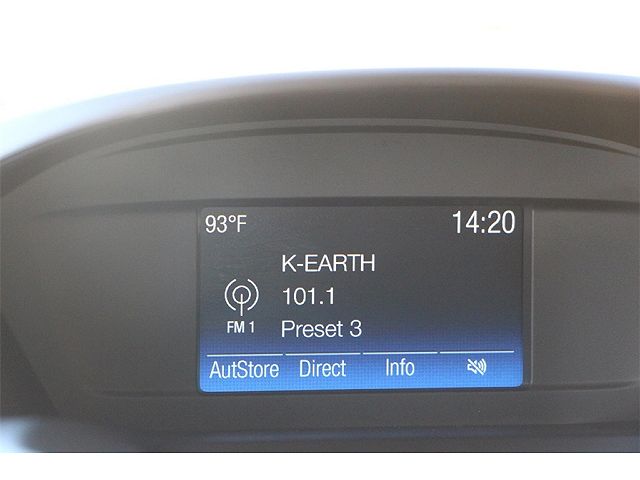 93°F 14:20
K-EARTH
101.1
FM 1 Preset 3
AutStore Direct Info